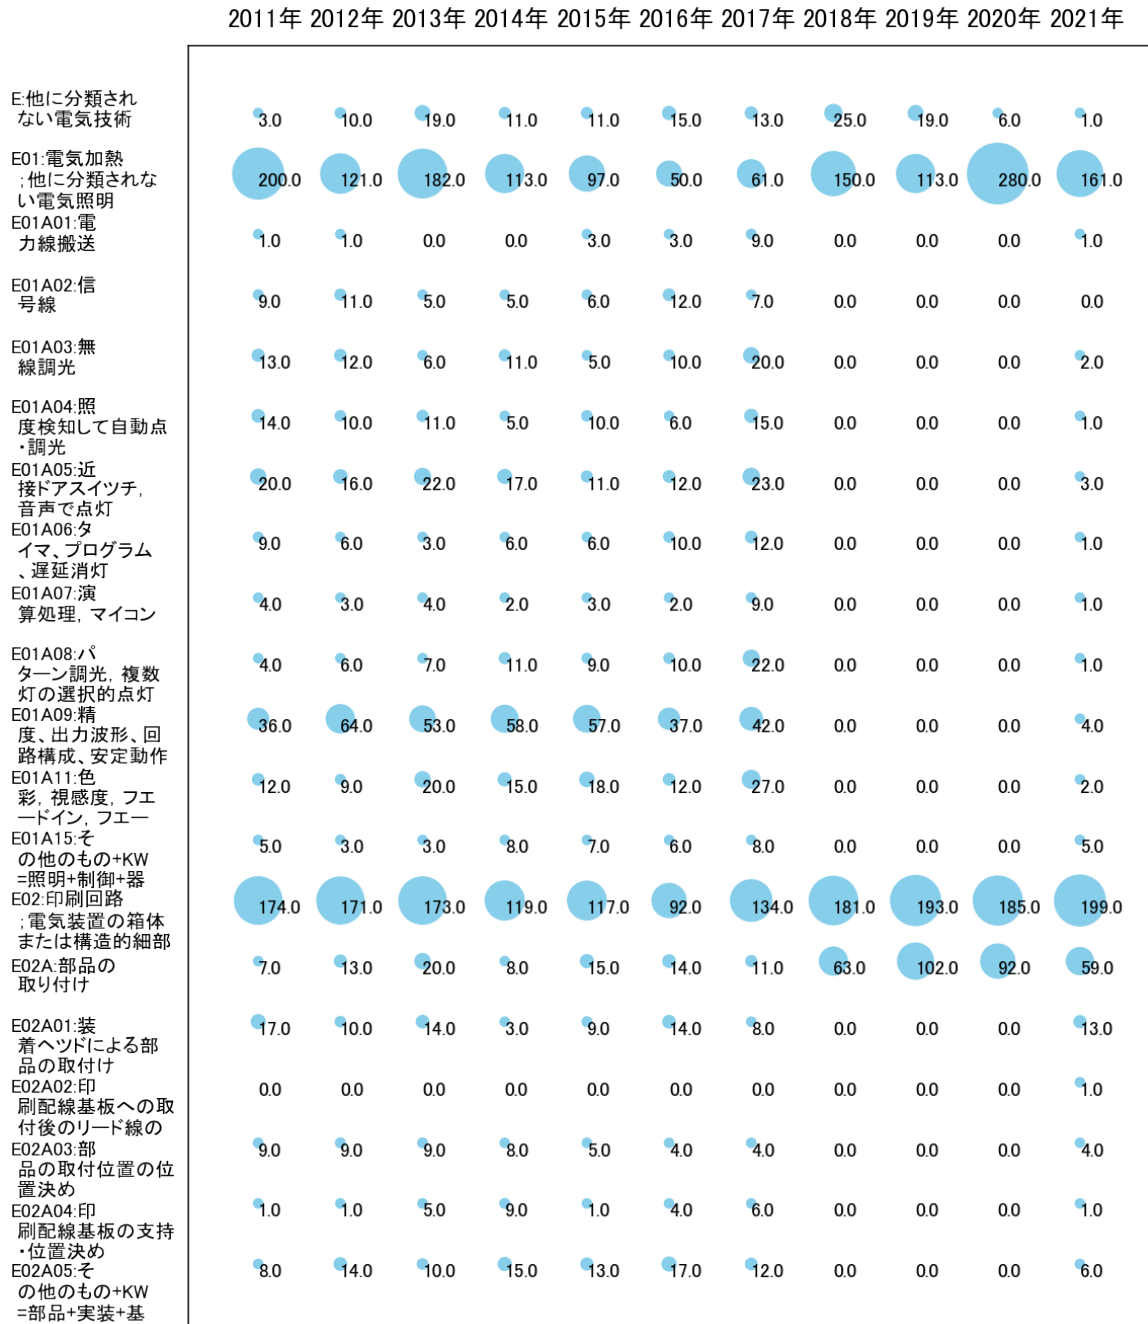 2011年 2012年 2013年 2014年 2015年 2016年 2017年 2018年 2019年 2020年 2021年
E:他に分類され
ない電気技術
3.0 10.0 19.0 11.0 11.0 15.0 13.0 25.0 19.0 6.0 1.0
E01:電気加熱
;他に分類されな
い電気照明
200.0 121.0 182.0 113.0 97.0 50.0 61.0 150.0 113.0 280.0 161.0
E01A01:電
力線搬送
1.0 1.0 0.0 0.0 3.0 3.0 9.0 0.0 0.0 0.0 1.0
E01A02:信
号線
9.0 11.0 5.0 5.0 6.0 12.0 7.0 0.0 0.0 0.0 0.0
E01A03:無
線調光
13.0 12.0 6.0 11.0 5.0 10.0 20.0 0.0 0.0 0.0 2.0
E01A04:照
度検知して自動点
・調光
14.0 10.0 11.0 5.0 10.0 6.0 15.0 0.0 0.0 0.0 1.0
E01A05:近
接ドアスイツチ,
音声で点灯
20.0 16.0 22.0 17.0 11.0 12.0 23.0 0.0 0.0 0.0 3.0
E01A06:タ
イマ、プログラム
、遅延消灯
9.0 6.0 3.0 6.0 6.0 10.0 12.0 0.0 0.0 0.0 1.0
E01A07:演
算処理, マイコン
4.0 3.0 4.0 2.0 3.0 2.0 9.0 0.0 0.0 0.0 1.0
E01A08:パ
ターン調光, 複数
灯の選択的点灯
4.0 6.0 7.0 11.0 9.0 10.0 22.0 0.0 0.0 0.0 1.0
E01A09:精
度、出力波形、回
路構成、安定動作
36.0 64.0 53.0 58.0 57.0 37.0 42.0 0.0 0.0 0.0 4.0
E01A11:色
彩, 視感度, フエ
ードイン, フエー
12.0 9.0 20.0 15.0 18.0 12.0 27.0 0.0 0.0 0.0 2.0
E01A15:そ
の他のもの+KW
=照明+制御+器
5.0 3.0 3.0 8.0 7.0 6.0 8.0 0.0 0.0 0.0 5.0
E02:印刷回路
;電気装置の箱体
または構造的細部
174.0 171.0 173.0 119.0 117.0 92.0 134.0 181.0 193.0 185.0 199.0
E02A:部品の
取り付け
7.0 13.0 20.0 8.0 15.0 14.0 11.0 63.0 102.0 92.0 59.0
E02A01:装
着ヘツドによる部
品の取付け
17.0 10.0 14.0 3.0 9.0 14.0 8.0 0.0 0.0 0.0 13.0
E02A02:印
刷配線基板への取
付後のリード線の
0.0 0.0 0.0 0.0 0.0 0.0 0.0 0.0 0.0 0.0 1.0
E02A03:部
品の取付位置の位
置決め
9.0 9.0 9.0 8.0 5.0 4.0 4.0 0.0 0.0 0.0 4.0
E02A04:印
刷配線基板の支持
・位置決め
1.0 1.0 5.0 9.0 1.0 4.0 6.0 0.0 0.0 0.0 1.0
E02A05:そ
の他のもの+KW
=部品+実装+基
8.0 14.0 10.0 15.0 13.0 17.0 12.0 0.0 0.0 0.0 6.0